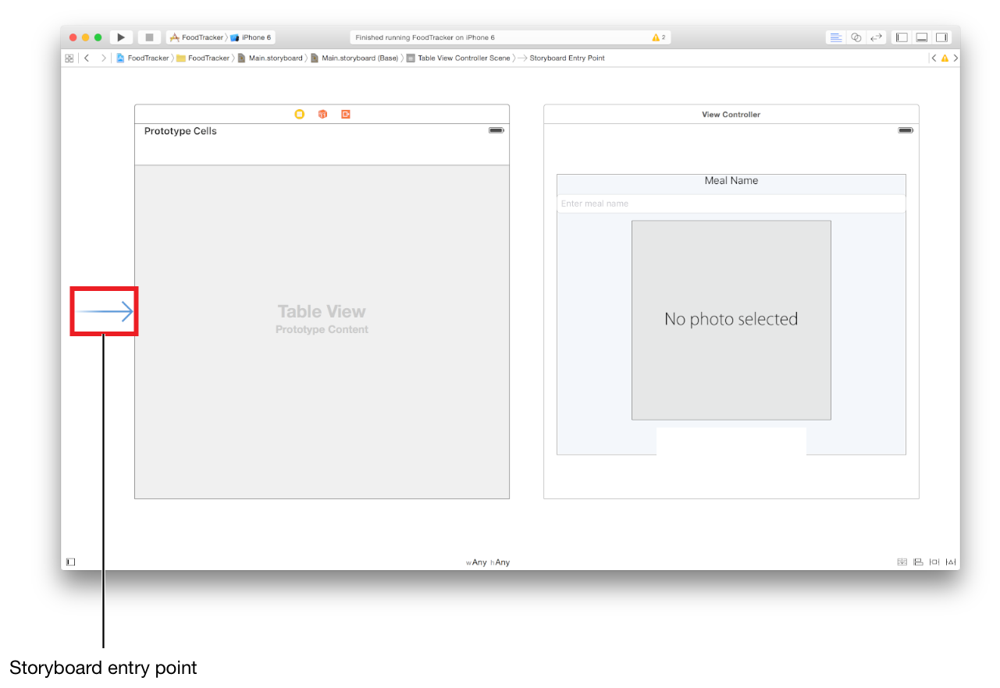 FoodTracker iPhone 6 Finished running FoodTracker on iPhone 6 2
FoodTracker FoodTracker Main.storyboard Main.storyboard (Base) Table View Controller Scene Storyboard Entry Point
View Controller
Prototype Cells
Meal Name
Enter meal name
Table View
Prototype Content
No photo selected
wAny hAny
Storyboard entry point